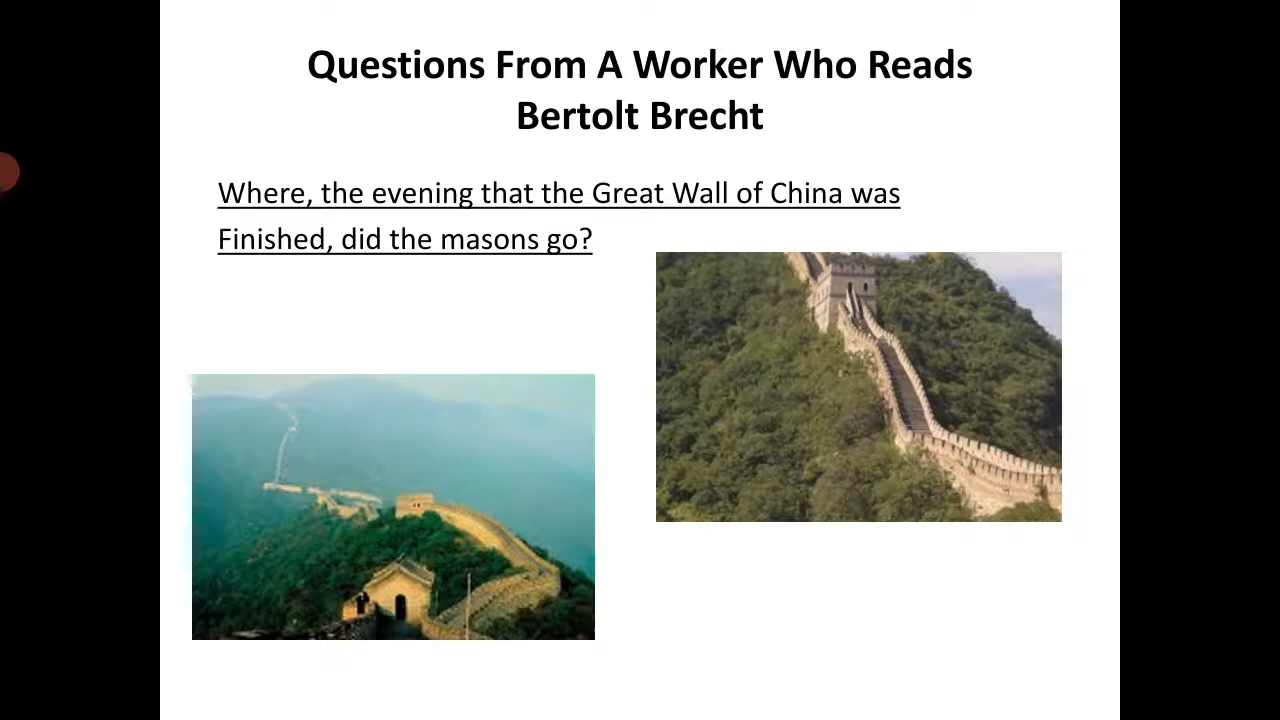 Questions From A Worker Who Reads
Bertolt Brecht
Where, the evening that the Great Wall of China was
Finished, did the masons go?